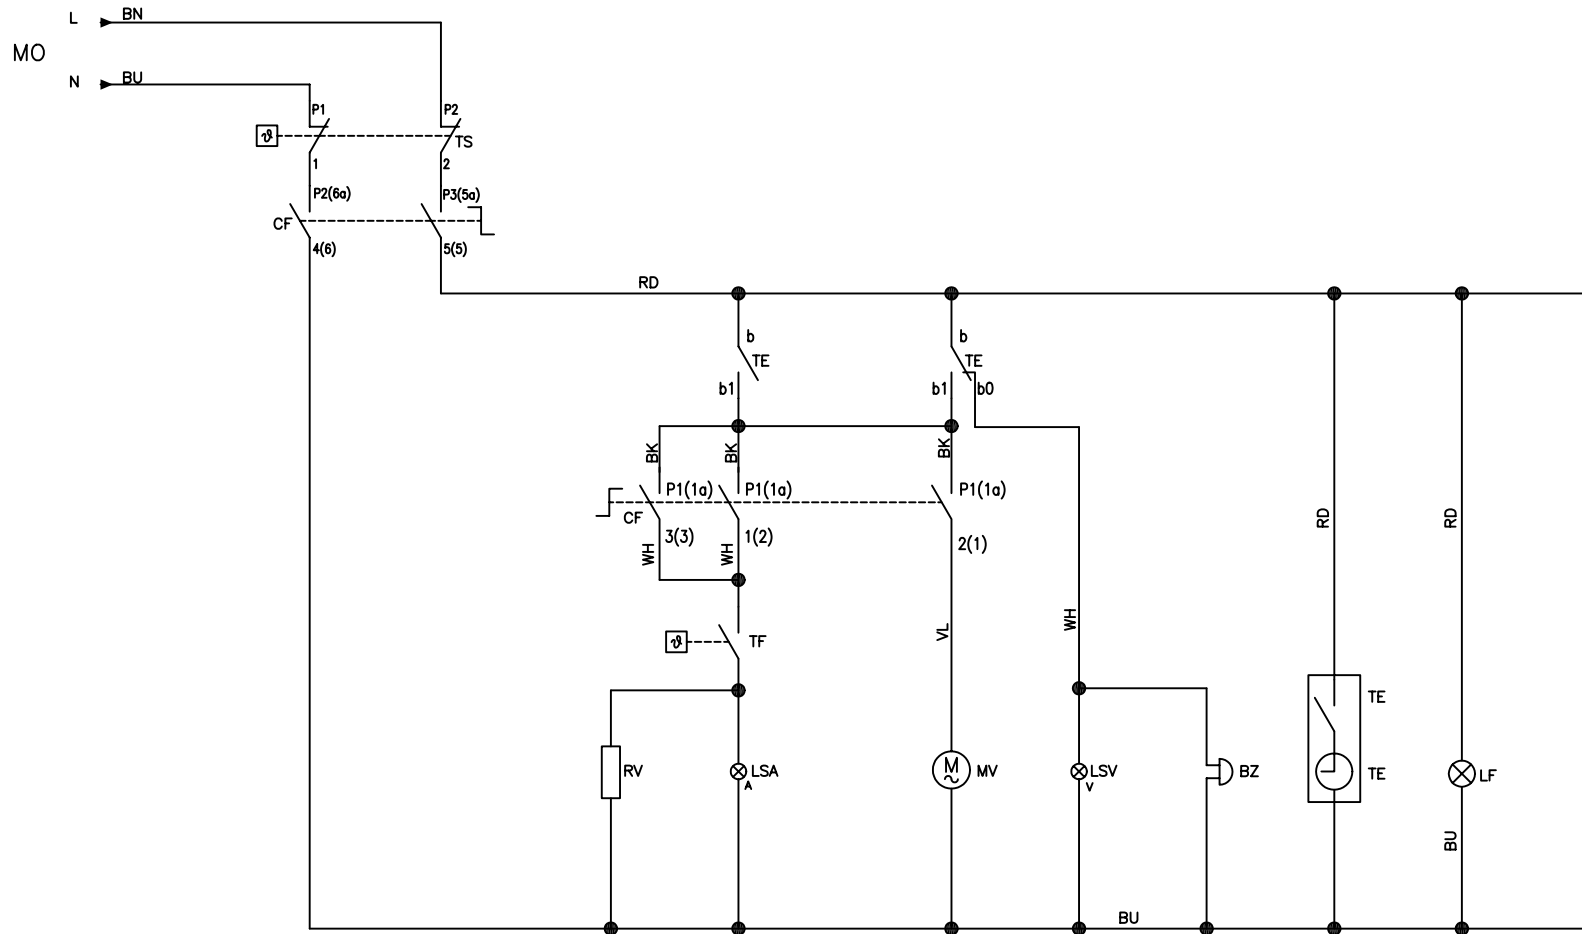 L BN
MO
N BU
P1 P2
ϑ TS
1 2
P2(6a) P3(5a)
CF
4(6) 5(5)
RD
b b
TE TE
b1 b1 b0
BK BK BK
P1(1a) P1(1a) P1(1a)
CF RD RD
3(3) 1(2) 2(1)
WH WH
WH
VL
ϑ TF
TE
M
RV LSA MV LSV BZ TE LF
A V
BU
BU